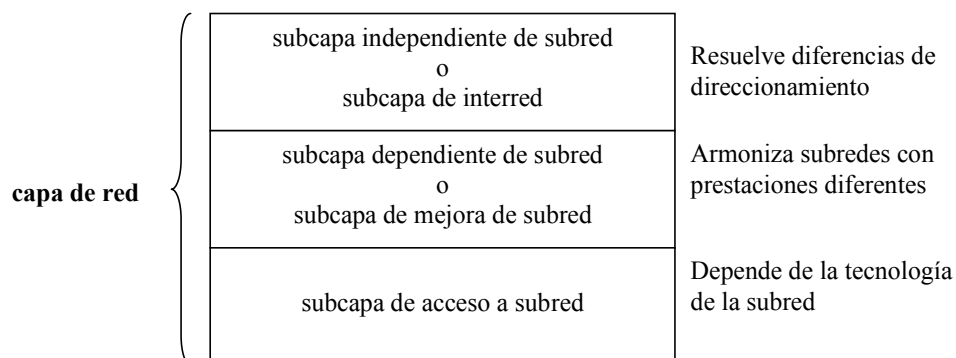 capa de red
subcapa independiente de subred
o
subcapa de interred
Resuelve diferencias de
direccionamiento
subcapa dependiente de subred
o
subcapa de mejora de subred
Armoniza subredes con
prestaciones diferentes
subcapa de acceso a subred
Depende de la tecnología
de la subred